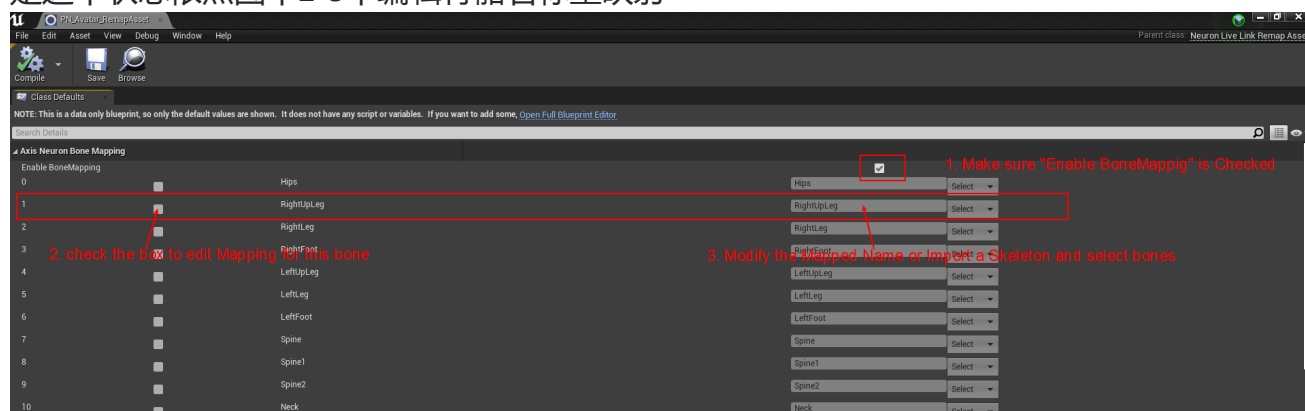 PN_Avatar_RemapAsset
File Edit Asset View Debug Window Help
Parent class: Neuron Live Link Remap Asse
Compile Save Browse
Class Defaults
NOTE: This is a data only blueprint, so only the default values are shown. It does not have any script or variables. If you want to add some, Open Full Blueprint Editor
Search Details
Axis Neuron Bone Mapping
Enable BoneMapping
1. Make sure "Enable BoneMappig" is Checked
0 Hips Hips Select
1 RightUpLeg RightUpLeg Select
2 RightLeg RightLeg Select
3 RightFoot RightFoot Select
2. check the box to edit Mapping for this bone
3. Modify the Mapped Name or Import a Skeleton and select bones
4 LeftUpLeg LeftUpLeg Select
5 LeftLeg LeftLeg Select
6 LeftFoot LeftFoot Select
7 Spine Spine Select
8 Spine1 Spine1 Select
9 Spine2 Spine2 Select
10 Neck Neck Select